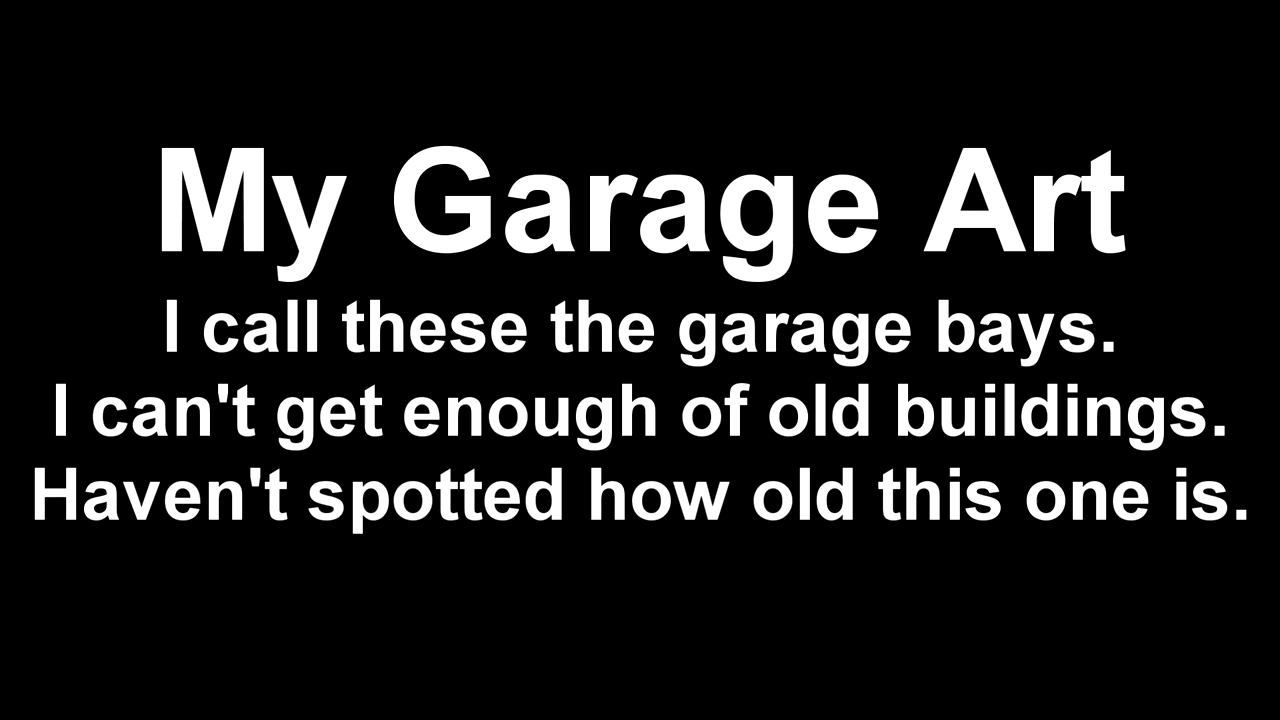 My Garage Art
I call these the garage bays.
I can't get enough of old buildings.
Haven't spotted how old this one is.